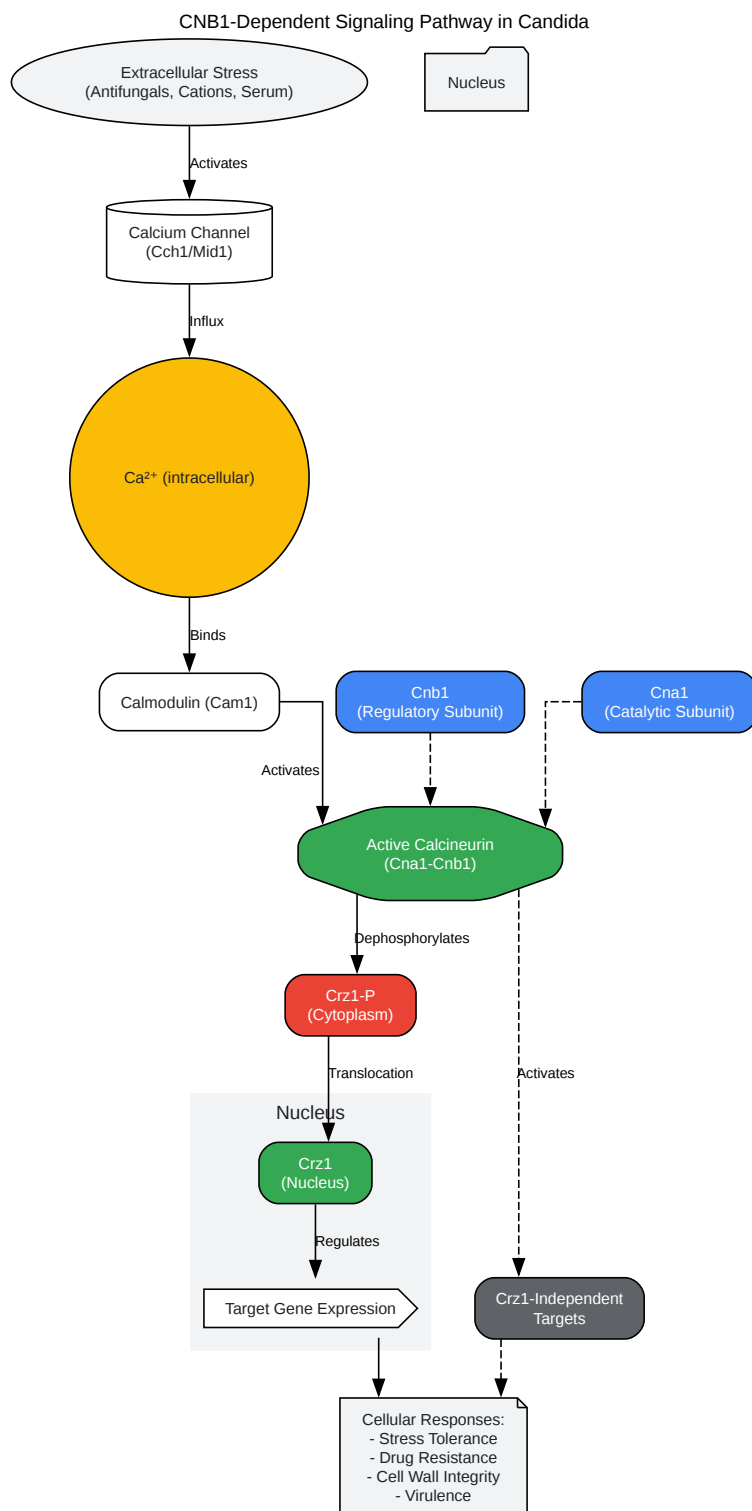 CNB1-Dependent Signaling Pathway in Candida
Extracellular Stress
(Antifungals, Cations, Serum)
Nucleus
Activates
Calcium Channel
(Cch1/Mid1)
Influx
Ca²⁺ (intracellular)
Binds
Calmodulin (Cam1)
Cnb1
(Regulatory Subunit)
Cna1
(Catalytic Subunit)
Activates
Active Calcineurin
(Cna1-Cnb1)
Dephosphorylates
Crz1-P
(Cytoplasm)
Translocation
Activates
Nucleus
Crz1
(Nucleus)
Regulates
Target Gene Expression
Crz1-Independent
Targets
Cellular Responses:
- Stress Tolerance
- Drug Resistance
- Cell Wall Integrity
- Virulence